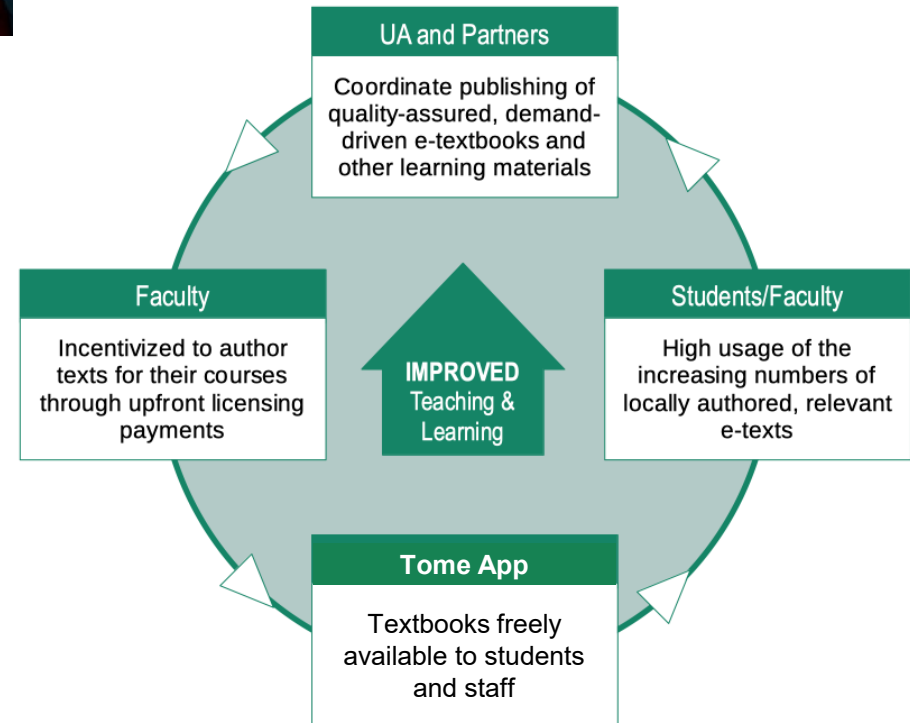 UA and Partners
Coordinate publishing of
quality-assured, demand-
driven e-textbooks and
other learning materials
Faculty
Incentivized to author
texts for their courses
through upfront licensing
payments
IMPROVED
Teaching &
Learning
Students/Faculty
High usage of the
increasing numbers of
locally authored, relevant
e-texts
Tome App
Textbooks freely
available to students
and staff